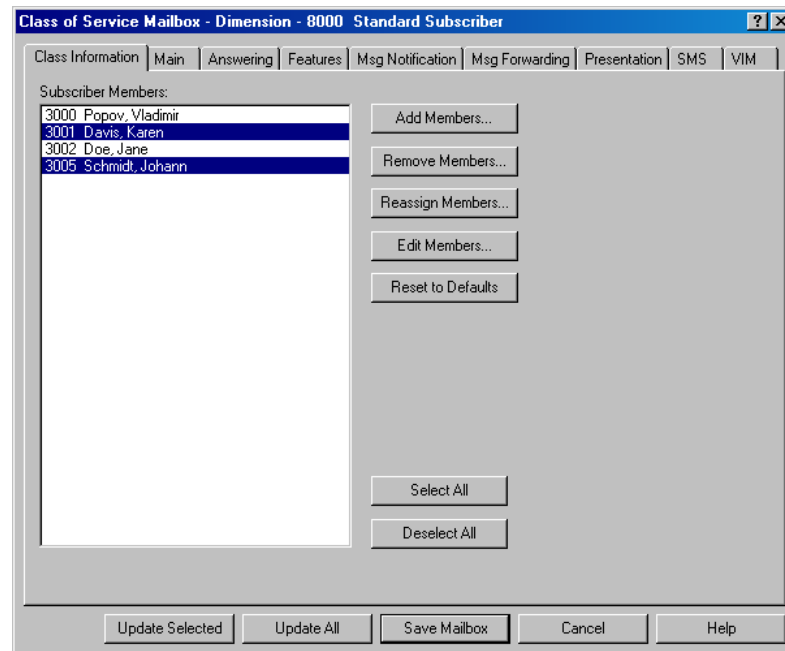 Class of Service Mailbox - Dimension - 8000 Standard Subscriber
Class Information Main Answering Features Msg Notification Msg Forwarding Presentation SMS VIM
Subscriber Members:
3000 Popov, Vladimir
3001 Davis, Karen
3002 Doe, Jane
3005 Schmidt, Johann
Add Members...
Remove Members...
Reassign Members...
Edit Members...
Reset to Defaults
Select All
Deselect All
Update Selected Update All Save Mailbox Cancel Help